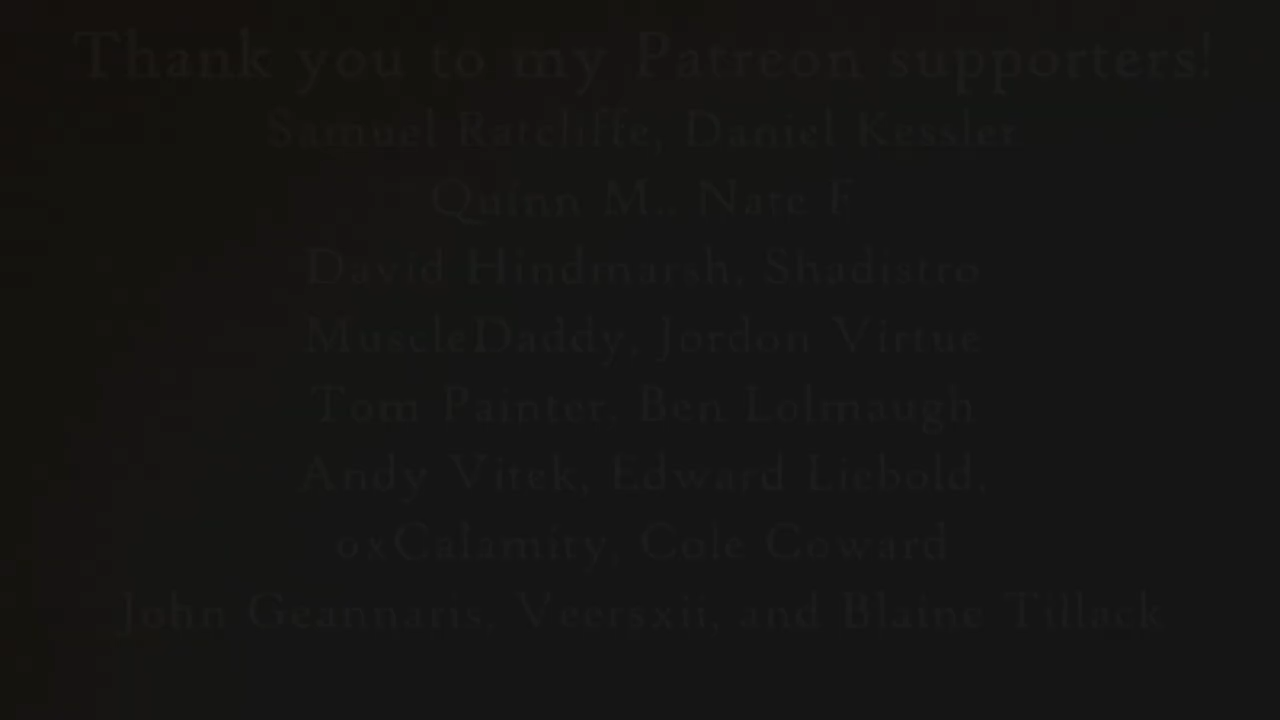 Thank you to my Patreon supporters!
Samuel Ratcliffe, Daniel Kessler
Quinn M., Nate F
David Hindmarsh, Shadistro
MuscleDaddy, Jordon Virtue
Tom Painter, Ben Lolmaugh
Andy Vitek, Edward Liebold,
oxCalamity, Cole Coward
John Geannaris, Veersxii, and Blaine Tillack